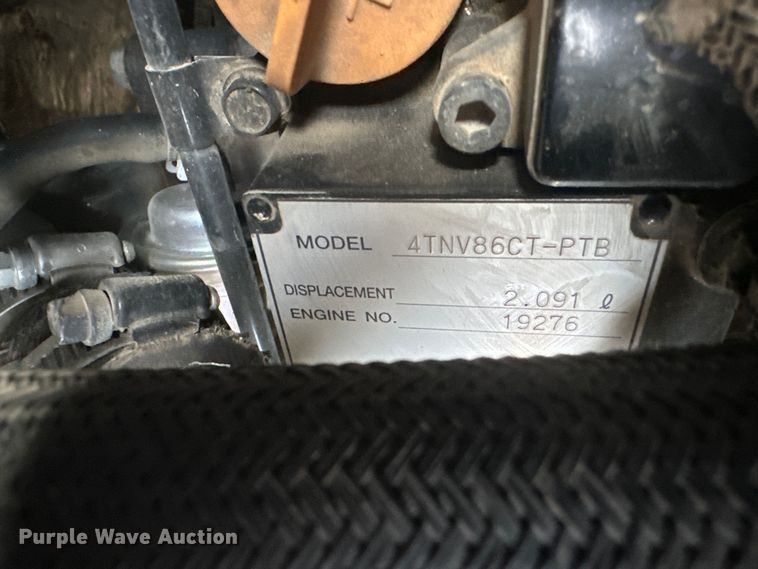 MODEL 4TNV86CT-PTB
DISPLACEMENT 2.091 ℓ
ENGINE NO. 19276
Purple Wave Auction